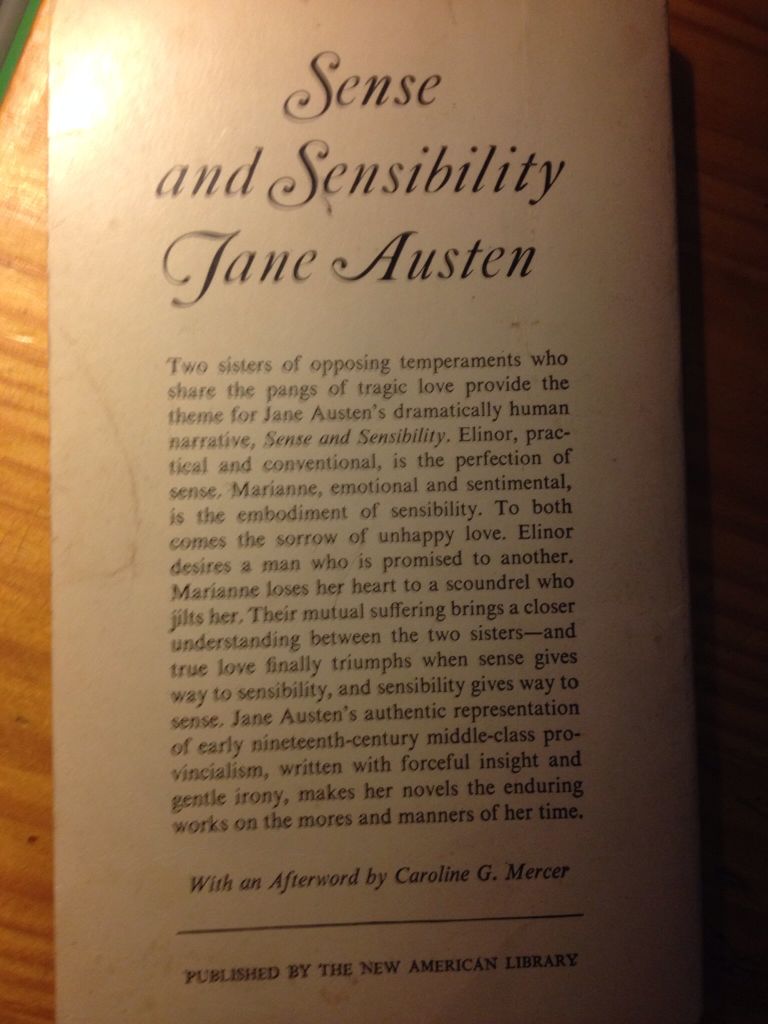 Sense
and Sensibility
Jane Austen
Two sisters of opposing temperaments who
share the pangs of tragic love provide the
theme for Jane Austen's dramatically human
narrative, Sense and Sensibility. Elinor, prac-
tical and conventional, is the perfection of
sense. Marianne, emotional and sentimental,
is the embodiment of sensibility. To both
comes the sorrow of unhappy love. Elinor
desires a man who is promised to another.
Marianne loses her heart to a scoundrel who
jilts her. Their mutual suffering brings a closer
understanding between the two sisters—and
true love finally triumphs when sense gives
way to sensibility, and sensibility gives way to
sense. Jane Austen's authentic representation
of early nineteenth-century middle-class pro-
vincialism, written with forceful insight and
gentle irony, makes her novels the enduring
works on the mores and manners of her time.
With an Afterword by Caroline G. Mercer
PUBLISHED BY THE NEW AMERICAN LIBRARY